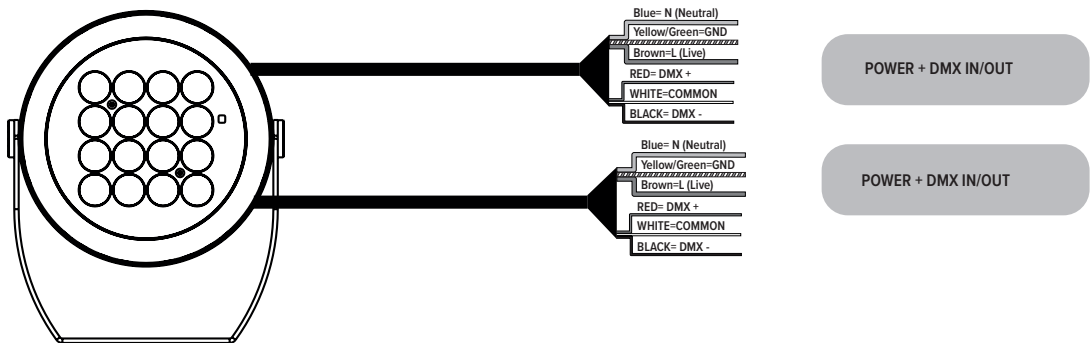 Blue= N (Neutral)
Yellow/Green=GND
Brown=L (Live)
RED= DMX +
WHITE=COMMON
BLACK= DMX -
POWER + DMX IN/OUT
Blue= N (Neutral)
Yellow/Green=GND
Brown=L (Live)
RED= DMX +
WHITE=COMMON
BLACK= DMX -
POWER + DMX IN/OUT